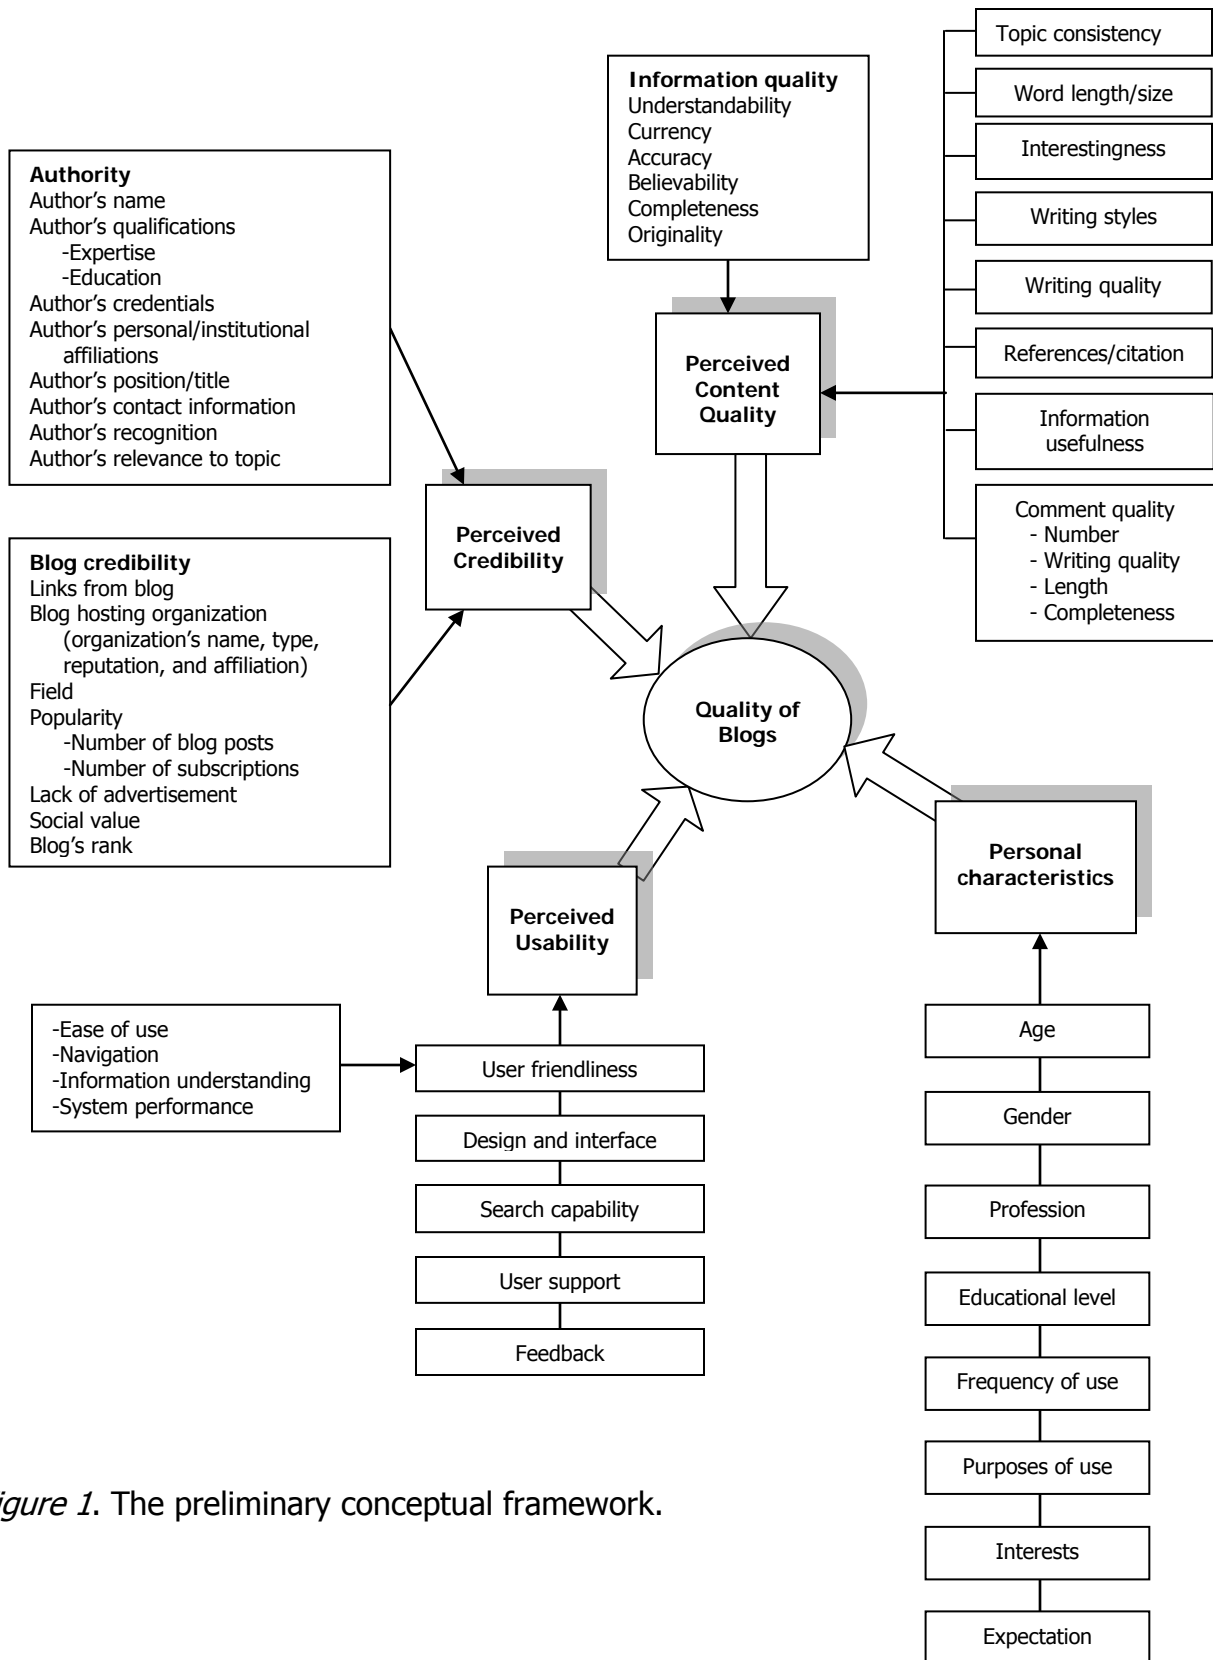 Topic consistency
Word length/size
Interestingness
Writing styles
Writing quality
References/citation
Information
usefulness
Comment quality
- Number
- Writing quality
- Length
- Completeness
Information quality
Understandability
Currency
Accuracy
Believability
Completeness
Originality
Authority
Author's name
Author's qualifications
-Expertise
-Education
Author's credentials
Author's personal/institutional
affiliations
Author's position/title
Author's contact information
Author's recognition
Author's relevance to topic
Perceived
Content
Quality
Perceived
Credibility
Blog credibility
Links from blog
Blog hosting organization
(organization's name, type,
reputation, and affiliation)
Field
Popularity
-Number of blog posts
-Number of subscriptions
Lack of advertisement
Social value
Blog's rank
Quality of
Blogs
Personal
characteristics
Perceived
Usability
-Ease of use
-Navigation
-Information understanding
-System performance
User friendliness
Design and interface
Search capability
User support
Feedback
Age
Gender
Profession
Educational level
Frequency of use
Purposes of use
Interests
Expectation
igure 1. The preliminary conceptual framework.